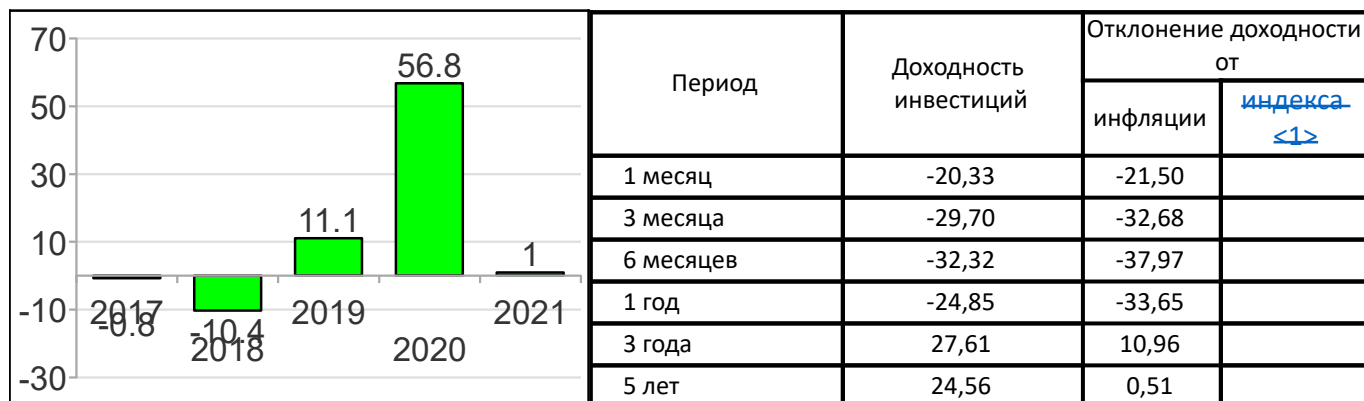 70
50
30
10
-10
-30
56.8
11.1
1
-0.8
-10.4
2017
2018
2019
2020
2021
Период
Доходность
инвестиций
Отклонение доходности
от
инфляции
индекса
<1>
1 месяц -20,33 -21,50
3 месяца -29,70 -32,68
6 месяцев -32,32 -37,97
1 год -24,85 -33,65
3 года 27,61 10,96
5 лет 24,56 0,51